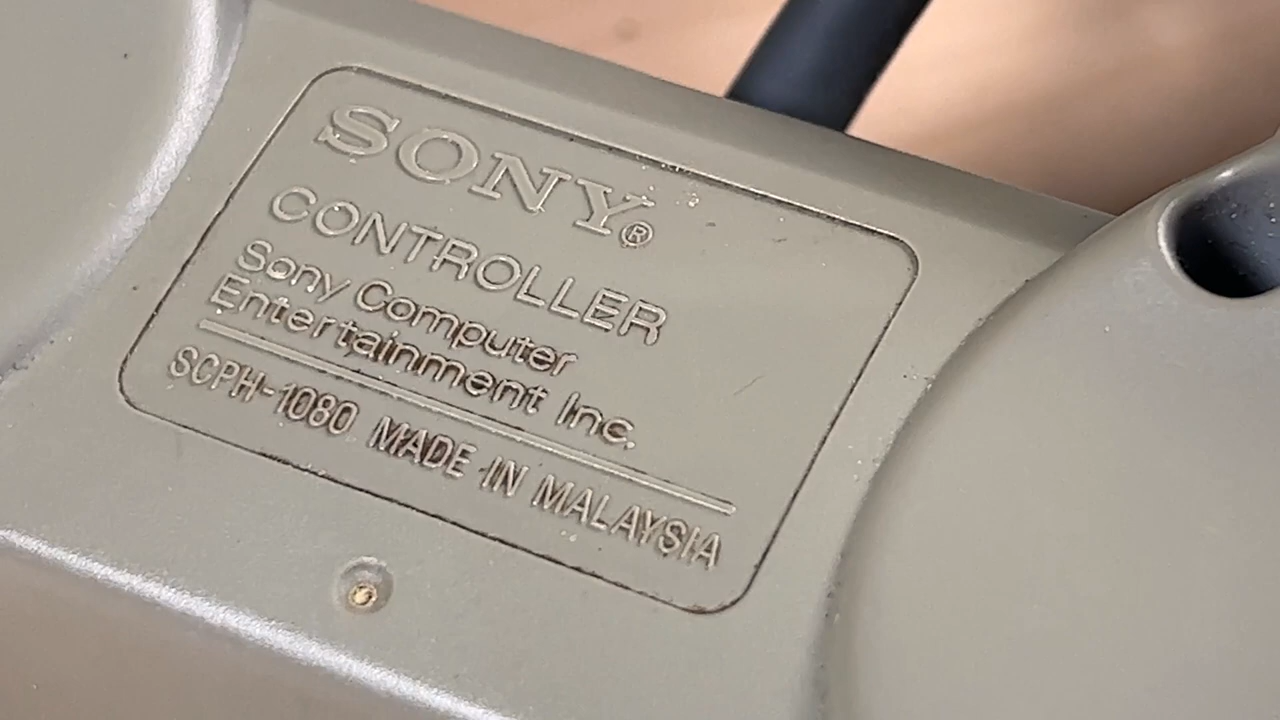 SONY®
CONTROLLER
Sony Computer
Entertainment Inc.
SCPH-1080 MADE IN MALAYSIA